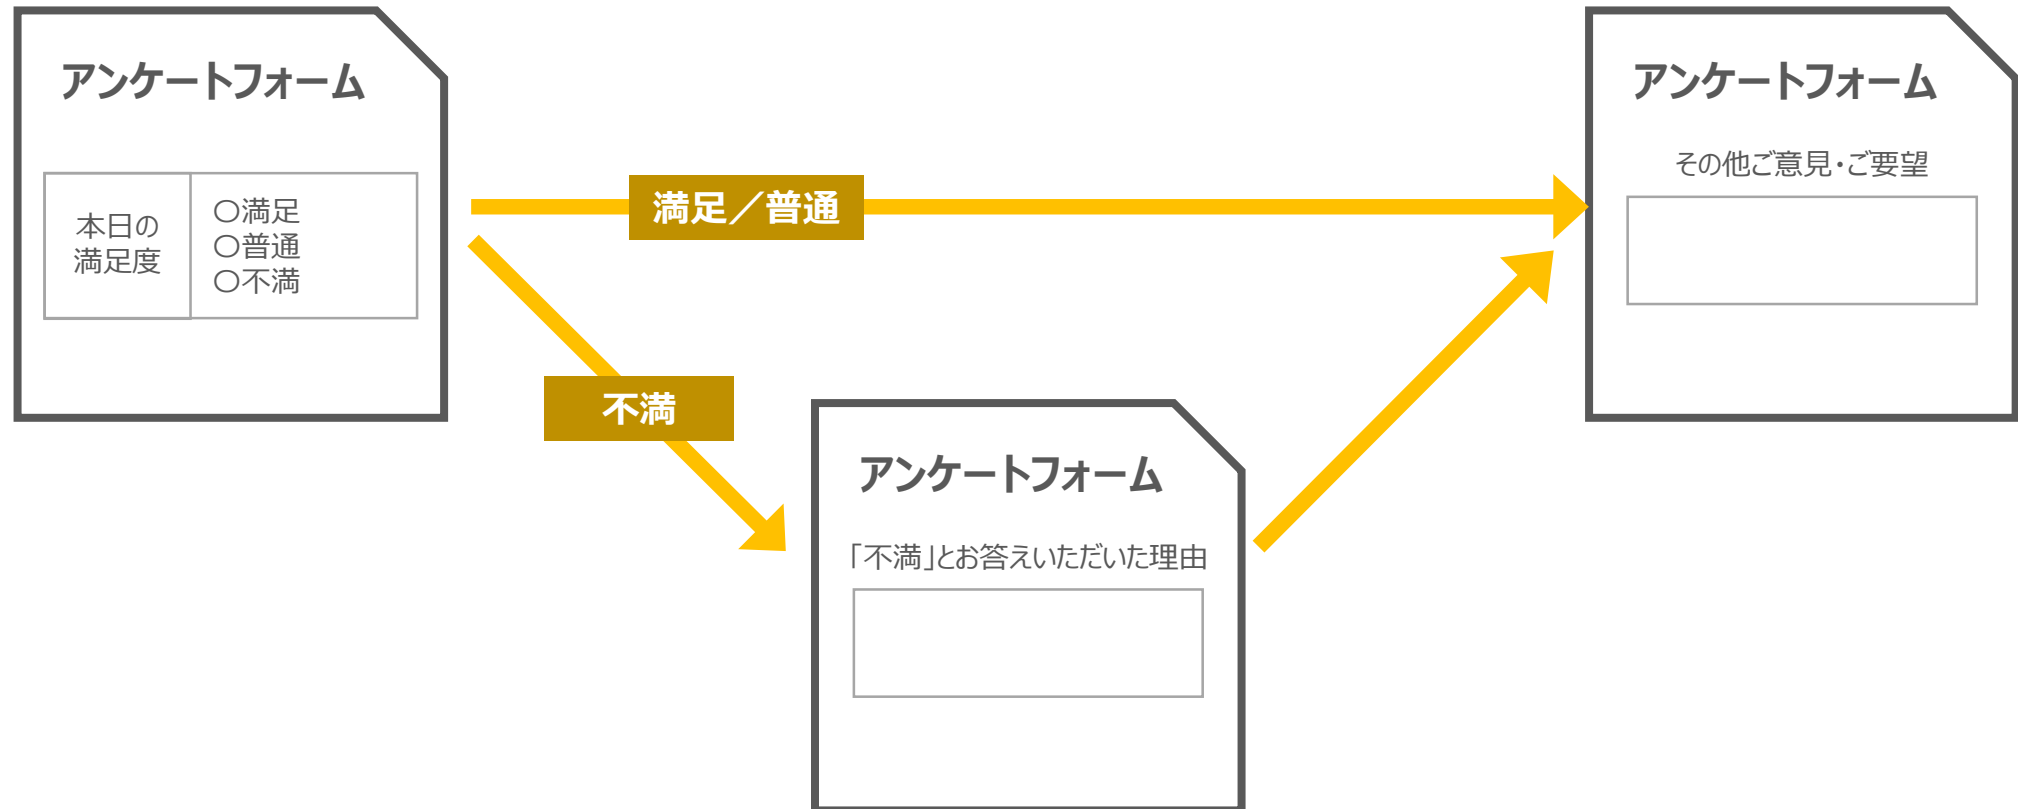 アンケートフォーム
本日の
満足度
〇満足
〇普通
〇不満
満足／普通
不満
アンケートフォーム
「不満」とお答えいただいた理由
アンケートフォーム
その他ご意見・ご要望